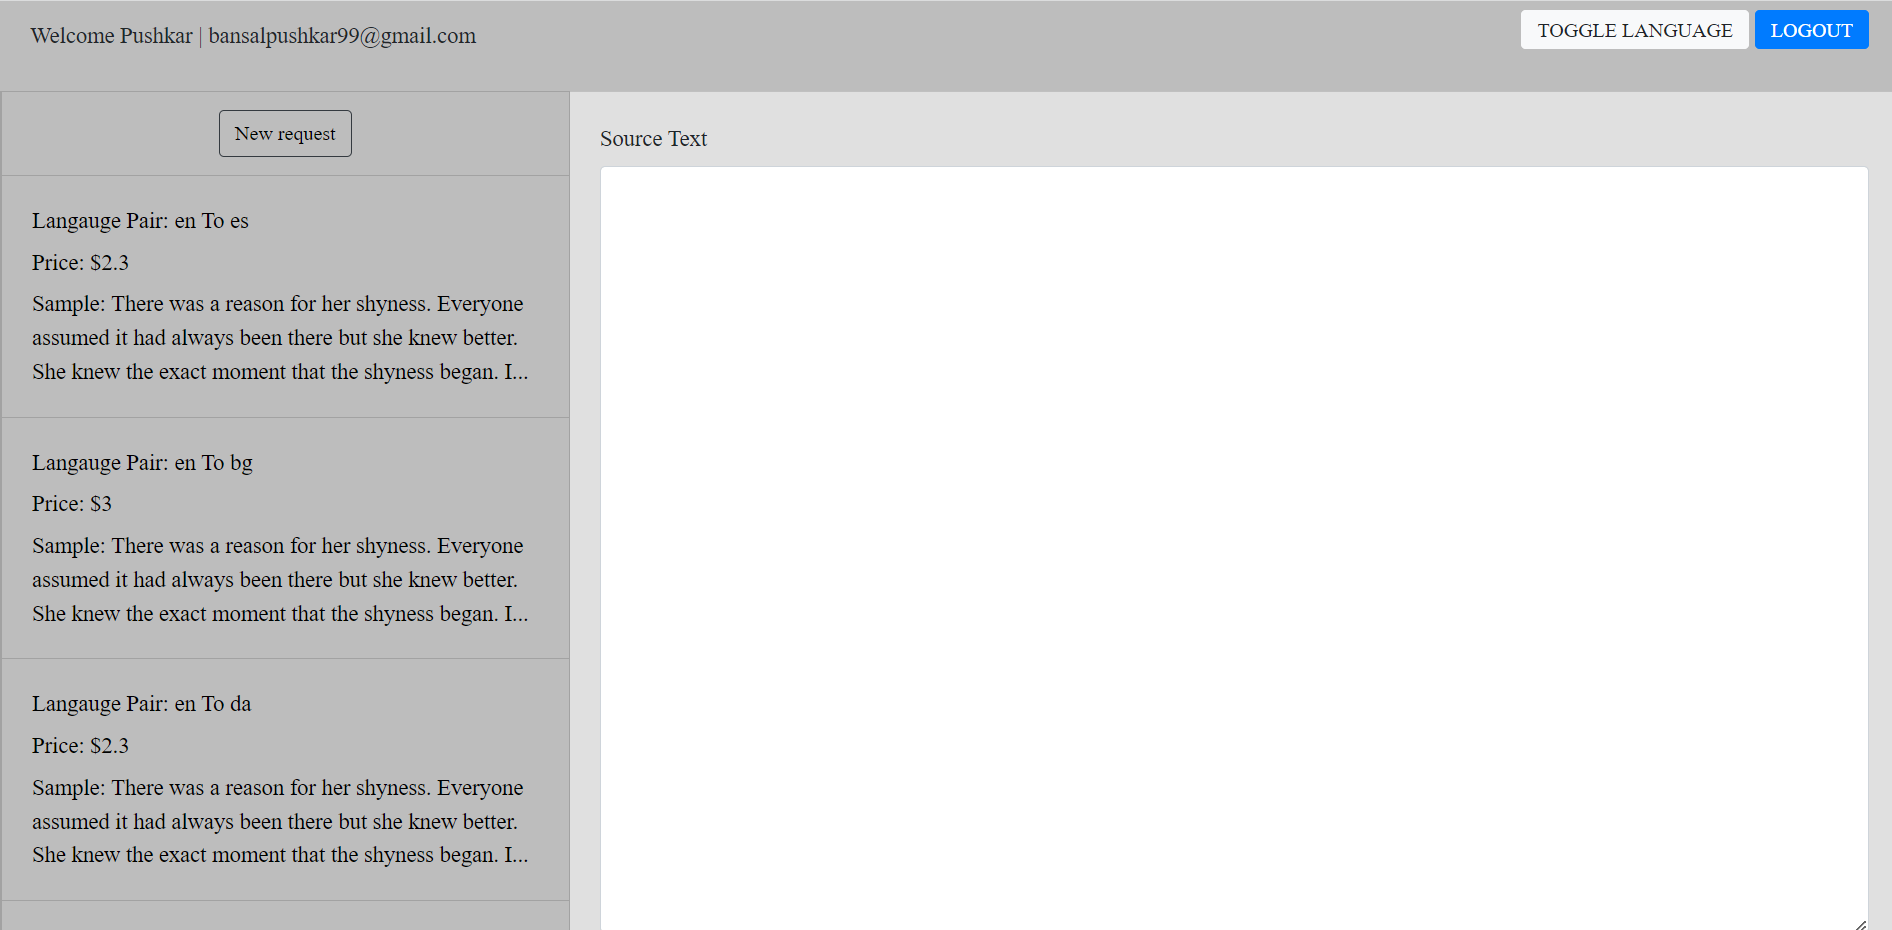 Welcome Pushkar | bansalpushkar99@gmail.com
TOGGLE LANGUAGE
LOGOUT
New request
Langauge Pair: en To es
Price: $2.3
Sample: There was a reason for her shyness. Everyone
assumed it had always been there but she knew better.
She knew the exact moment that the shyness began. I...
Langauge Pair: en To bg
Price: $3
Sample: There was a reason for her shyness. Everyone
assumed it had always been there but she knew better.
She knew the exact moment that the shyness began. I...
Langauge Pair: en To da
Price: $2.3
Sample: There was a reason for her shyness. Everyone
assumed it had always been there but she knew better.
She knew the exact moment that the shyness began. I...
Source Text